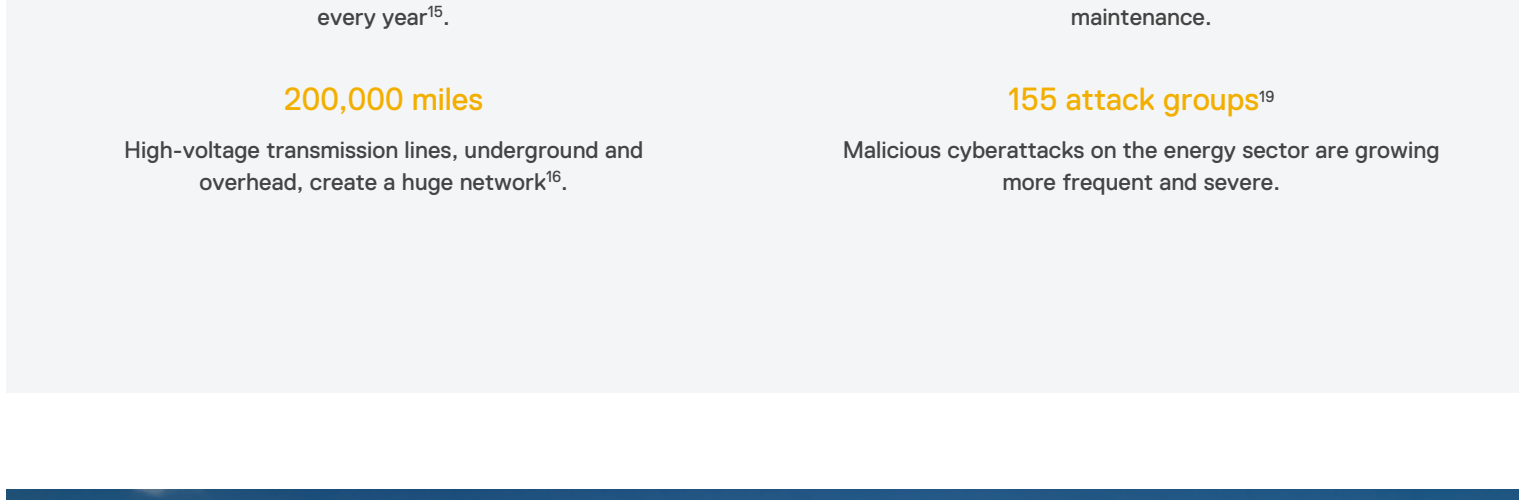 every year¹⁵.
200,000 miles
High-voltage transmission lines, underground and
overhead, create a huge network¹⁶.
maintenance.
155 attack groups¹⁹
Malicious cyberattacks on the energy sector are growing
more frequent and severe.